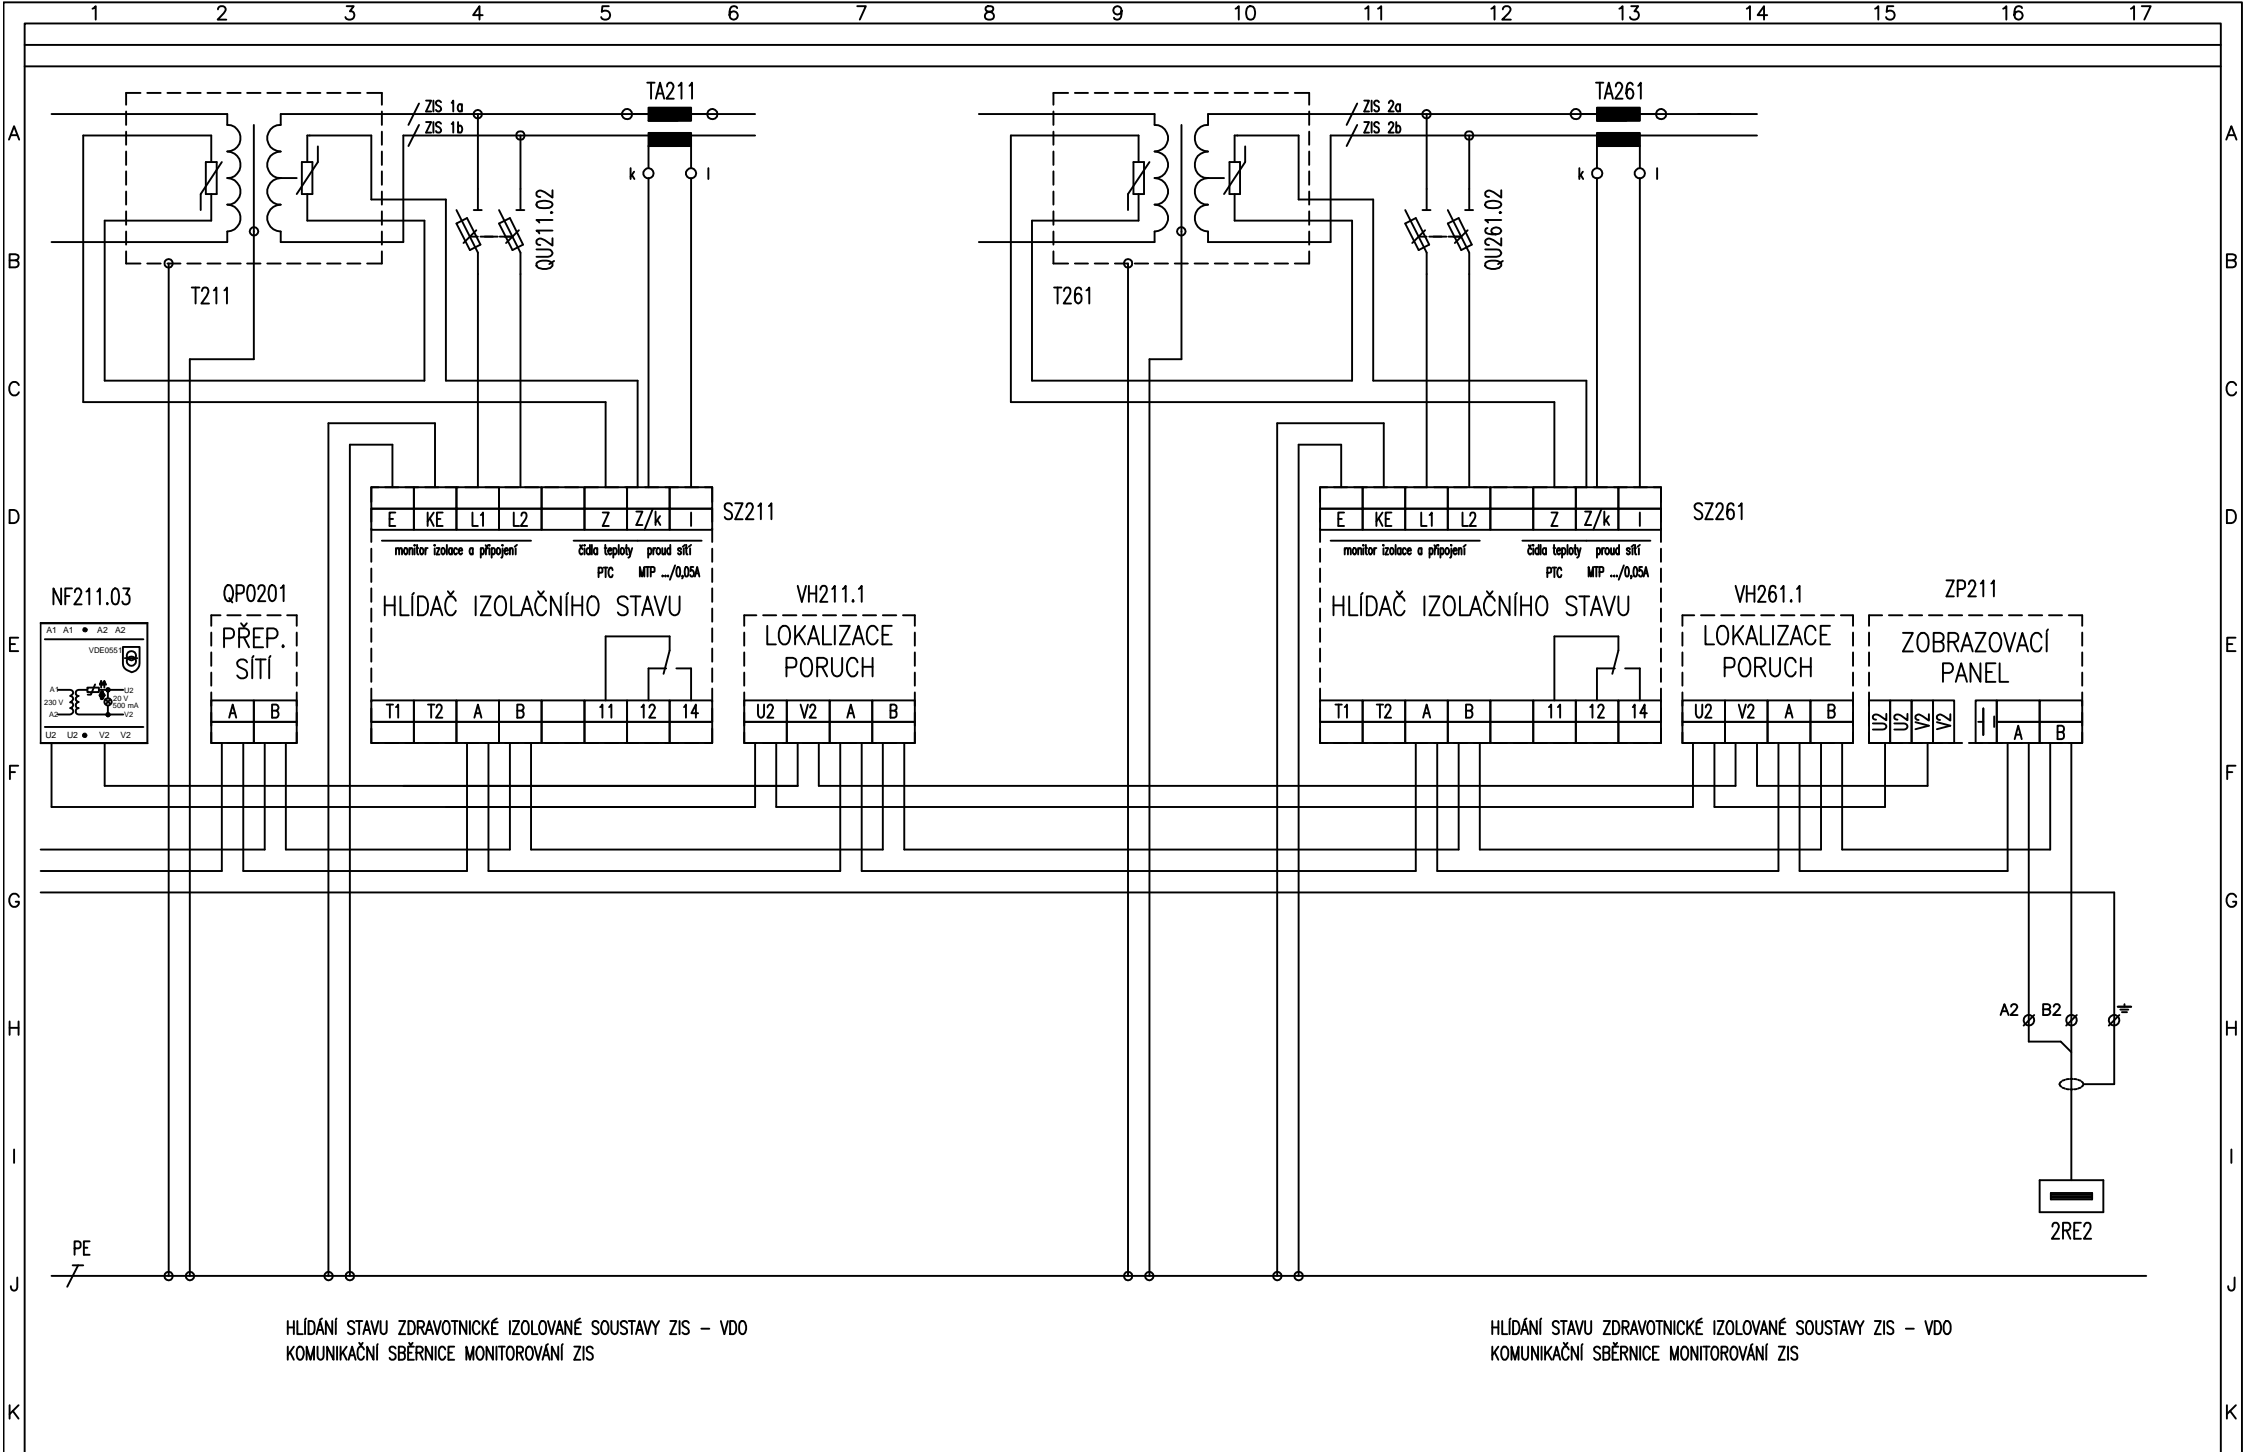 1 2 3 4 5 6 7 8 9 10 11 12 13 14 15 16 17
A A
B B
C C
D D
E E
F F
G G
H H
I I
J J
K K
ZIS 1a
ZIS 1b
TA211
k l
QU211.02
T211
ZIS 2a
ZIS 2b
TA261
k l
QU261.02
T261
E KE L1 L2 Z Z/k l
SZ211
monitor izolace a připojení čidla teploty proud sítí
PTC MTP .../0,05A
HLÍDAČ IZOLAČNÍHO STAVU
T1 T2 A B 11 12 14
E KE L1 L2 Z Z/k l
SZ261
monitor izolace a připojení čidla teploty proud sítí
PTC MTP .../0,05A
HLÍDAČ IZOLAČNÍHO STAVU
T1 T2 A B 11 12 14
NF211.03
A1 A1 A2 A2
VDE0551
A1 U2
230 V 20 V
500 mA
A2 V2
U2 U2 V2 V2
QP0201
PŘEP.
SÍTÍ
A B
VH211.1
LOKALIZACE
PORUCH
U2 V2 A B
VH261.1
LOKALIZACE
PORUCH
U2 V2 A B
ZP211
ZOBRAZOVACÍ
PANEL
U2 U2 V2 V2 A B
A2 B2
2RE2
PE
HLÍDÁNÍ STAVU ZDRAVOTNICKÉ IZOLOVANÉ SOUSTAVY ZIS – VDO
KOMUNIKAČNÍ SBĚRNICE MONITOROVÁNÍ ZIS
HLÍDÁNÍ STAVU ZDRAVOTNICKÉ IZOLOVANÉ SOUSTAVY ZIS – VDO
KOMUNIKAČNÍ SBĚRNICE MONITOROVÁNÍ ZIS